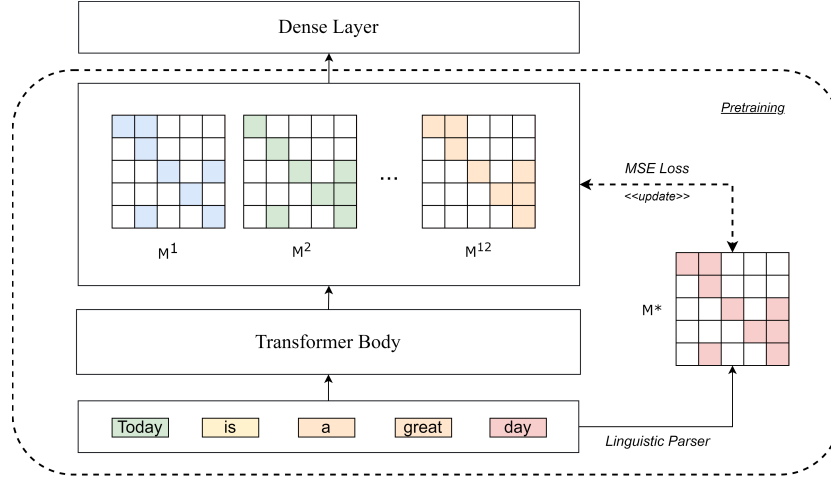 Dense Layer
Pretraining
...
M1
M2
M12
MSE Loss
<<update>>
M*
Transformer Body
Today is a great day
Linguistic Parser